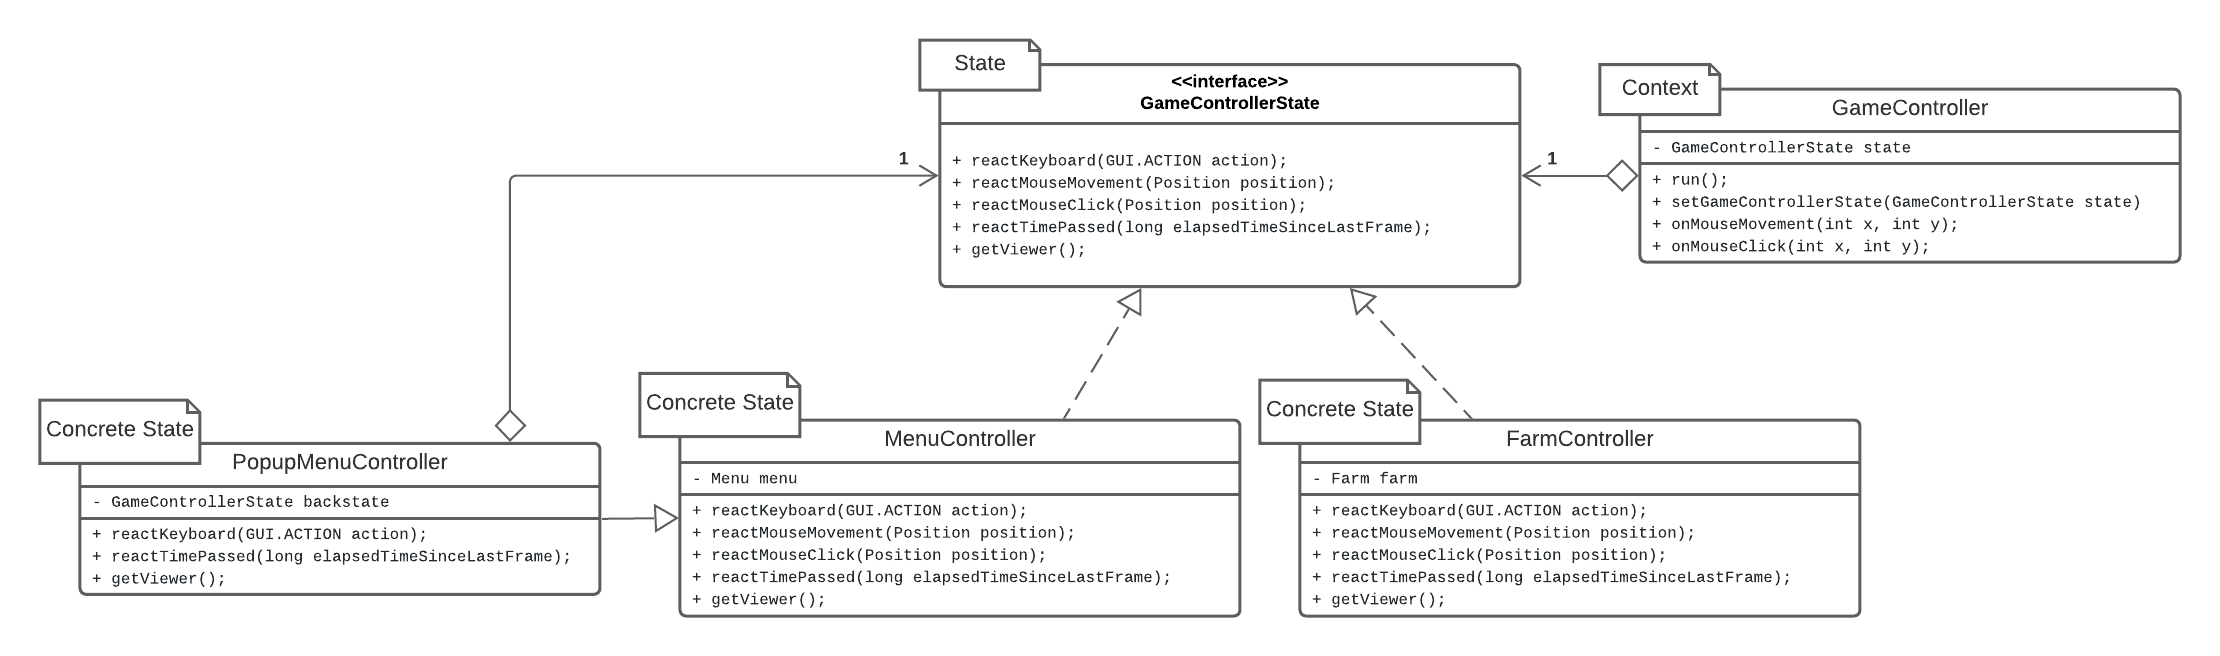 State
<<interface>>
GameControllerState
+ reactKeyboard(GUI.ACTION action);
+ reactMouseMovement(Position position);
+ reactMouseClick(Position position);
+ reactTimePassed(long elapsedTimeSinceLastFrame);
+ getViewer();
1
1
Context
GameController
- GameControllerState state
+ run();
+ setGameControllerState(GameControllerState state)
+ onMouseMovement(int x, int y);
+ onMouseClick(int x, int y);
Concrete State
PopupMenuController
- GameControllerState backstate
+ reactKeyboard(GUI.ACTION action);
+ reactTimePassed(long elapsedTimeSinceLastFrame);
+ getViewer();
Concrete State
MenuController
- Menu menu
+ reactKeyboard(GUI.ACTION action);
+ reactMouseMovement(Position position);
+ reactMouseClick(Position position);
+ reactTimePassed(long elapsedTimeSinceLastFrame);
+ getViewer();
Concrete State
FarmController
- Farm farm
+ reactKeyboard(GUI.ACTION action);
+ reactMouseMovement(Position position);
+ reactMouseClick(Position position);
+ reactTimePassed(long elapsedTimeSinceLastFrame);
+ getViewer();